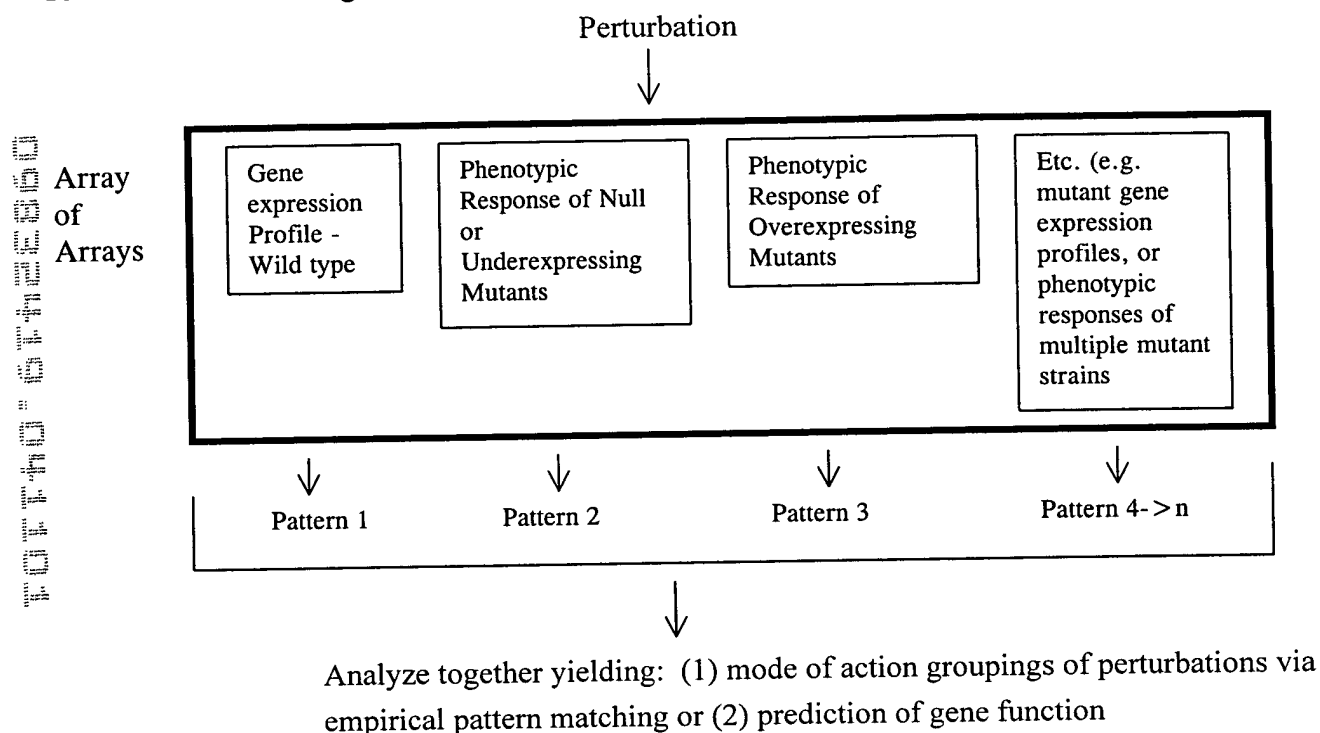 Perturbation
Array
of
Arrays
Gene
expression
Profile -
Wild type
Phenotypic
Response of Null
or
Underexpressing
Mutants
Phenotypic
Response of
Overexpressing
Mutants
Etc. (e.g.
mutant gene
expression
profiles, or
phenotypic
responses of
multiple mutant
strains
Pattern 1
Pattern 2
Pattern 3
Pattern 4->n
Analyze together yielding: (1) mode of action groupings of perturbations via
empirical pattern matching or (2) prediction of gene function